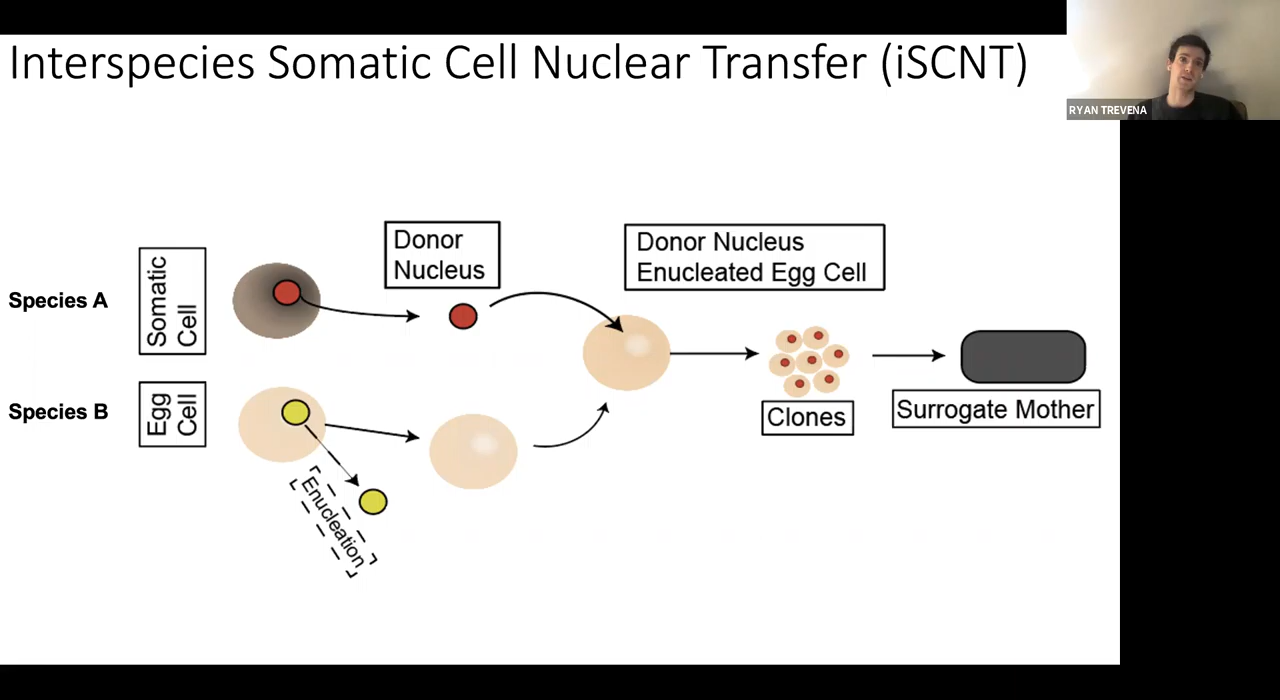 Interspecies Somatic Cell Nuclear Transfer (iSCNT)
RYAN TREVENA
Species A
Somatic
Cell
Donor
Nucleus
Donor Nucleus
Enucleated Egg Cell
Species B
Egg
Cell
Enucleation
Clones
Surrogate Mother